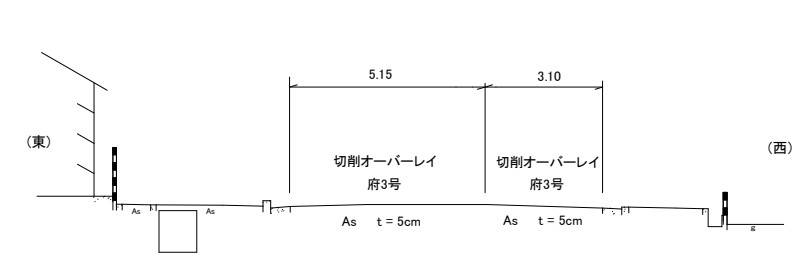 5.15
3.10
(東)
(西)
切削オーバーレイ
府3号
切削オーバーレイ
府3号
As
As
As t = 5cm
As t = 5cm
g